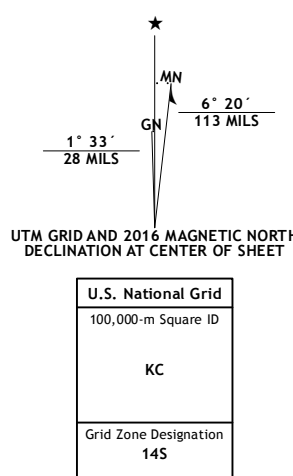 ★
MN
GN
6° 20´
113 MILS
1° 33´
28 MILS
UTM GRID AND 2016 MAGNETIC NORTH
DECLINATION AT CENTER OF SHEET
U.S. National Grid
100,000-m Square ID
KC
Grid Zone Designation
14S